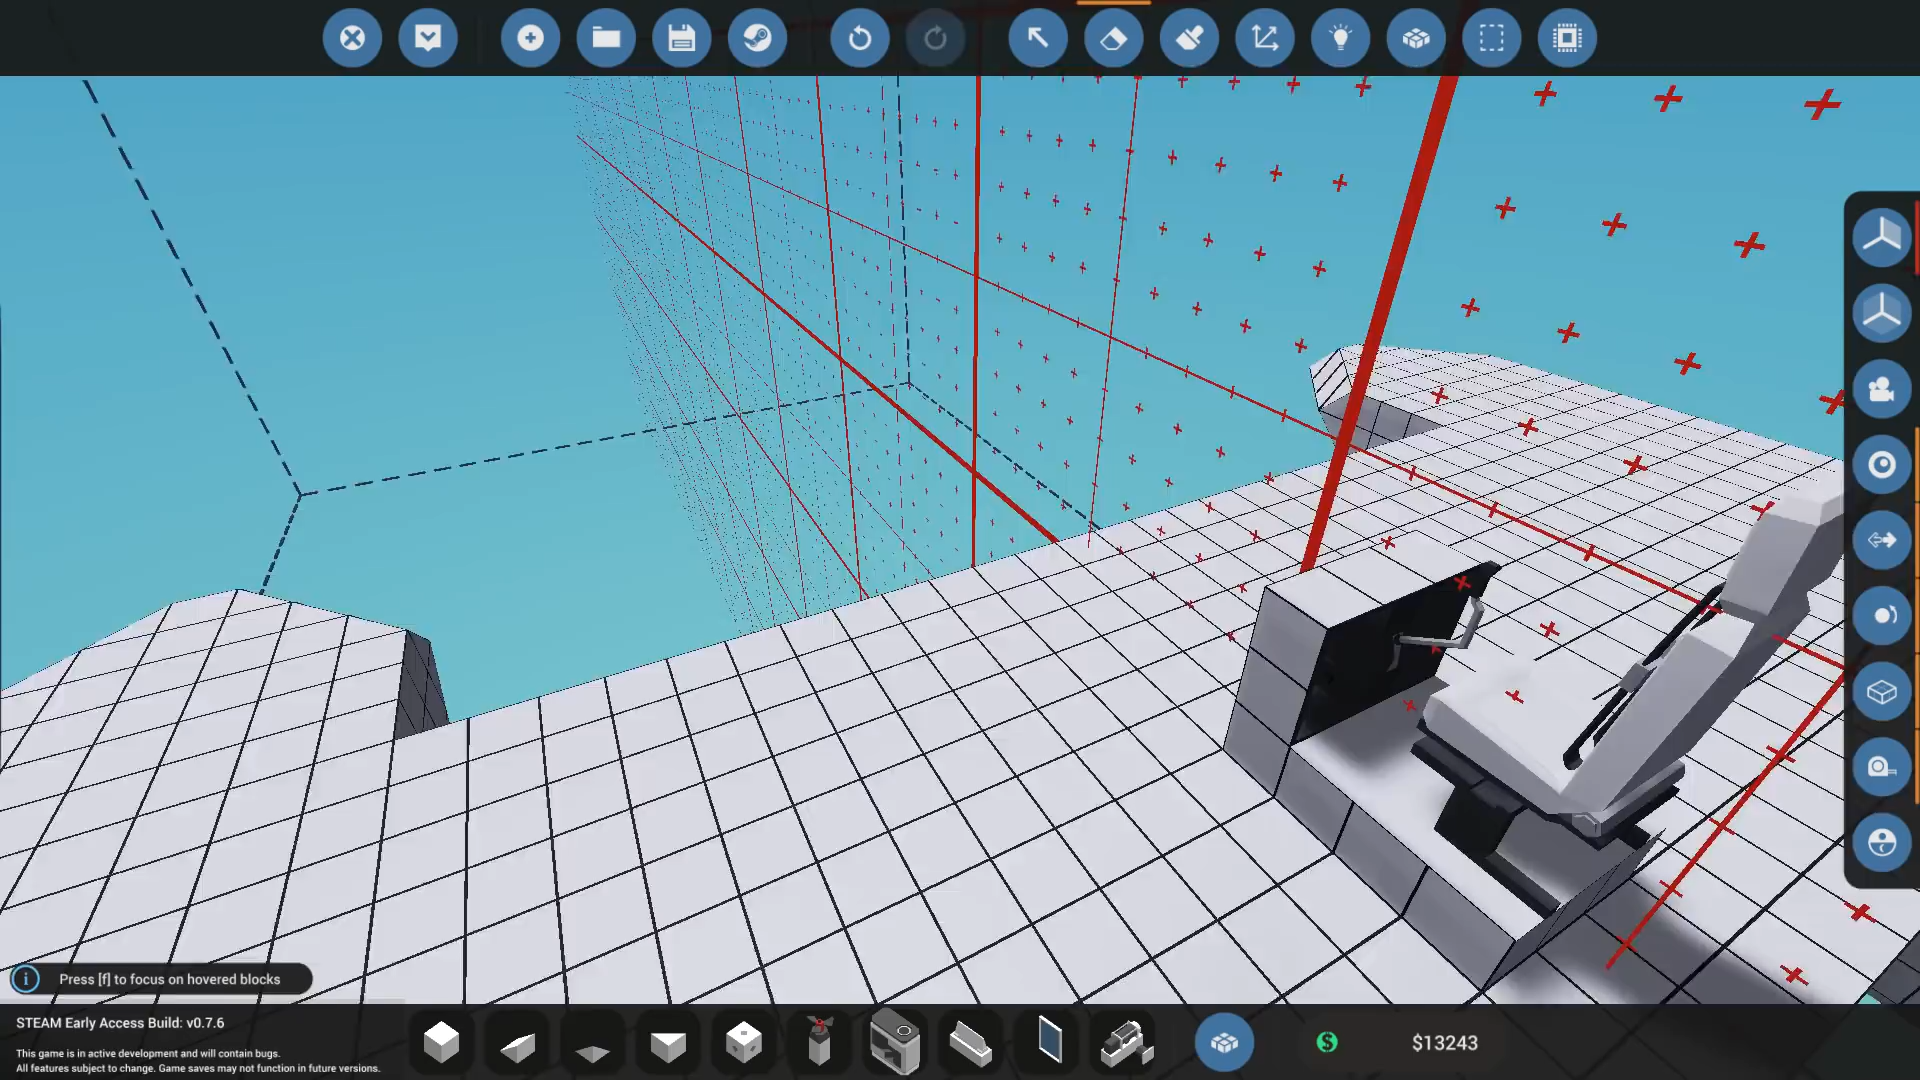 Press [f] to focus on hovered blocks
STEAM Early Access Build: v0.7.6
This game is in active development and will contain bugs.
All features subject to change. Game saves may not function in future versions.
$13243